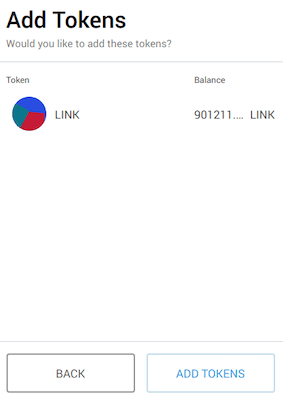 Add Tokens
Would you like to add these tokens?
Token Balance
LINK 901211.... LINK
BACK ADD TOKENS